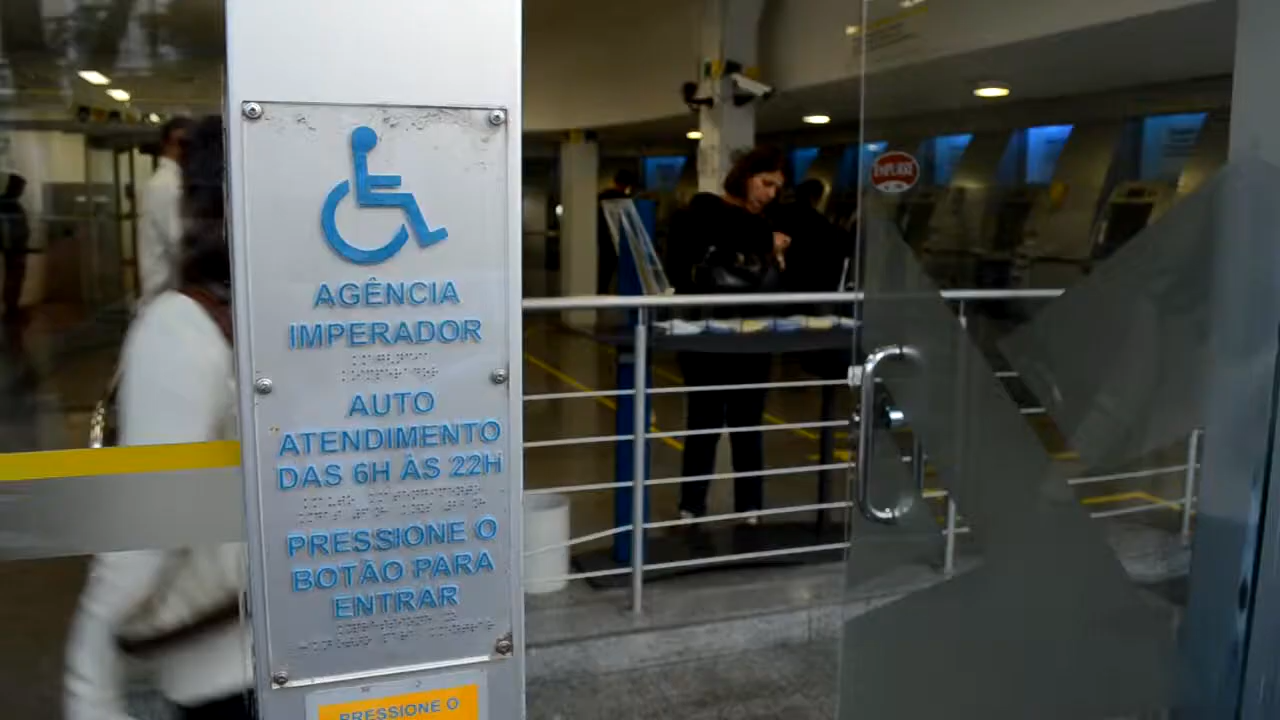 AGÊNCIA
IMPERADOR
AUTO
ATENDIMENTO
DAS 6H ÀS 22H
PRESSIONE O
BOTÃO PARA
ENTRAR
PRESSIONE O
EMPURRE